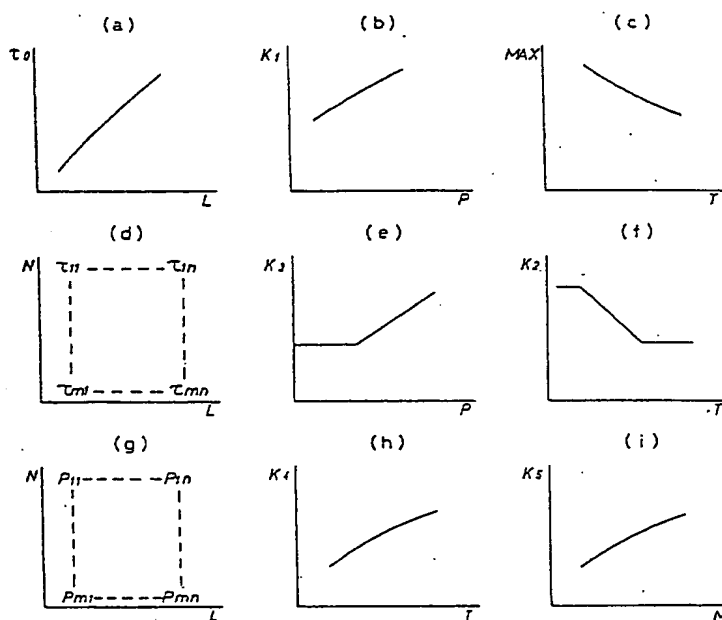 (a) (b) (c)
τ0 K1 MAX
L P T
(d) (e) (f)
N τ11 τ1n K3 K2
τm1 τmn
L P T
(g) (h) (i)
N P11 P1n K4 K5
Pm1 Pmn
L T